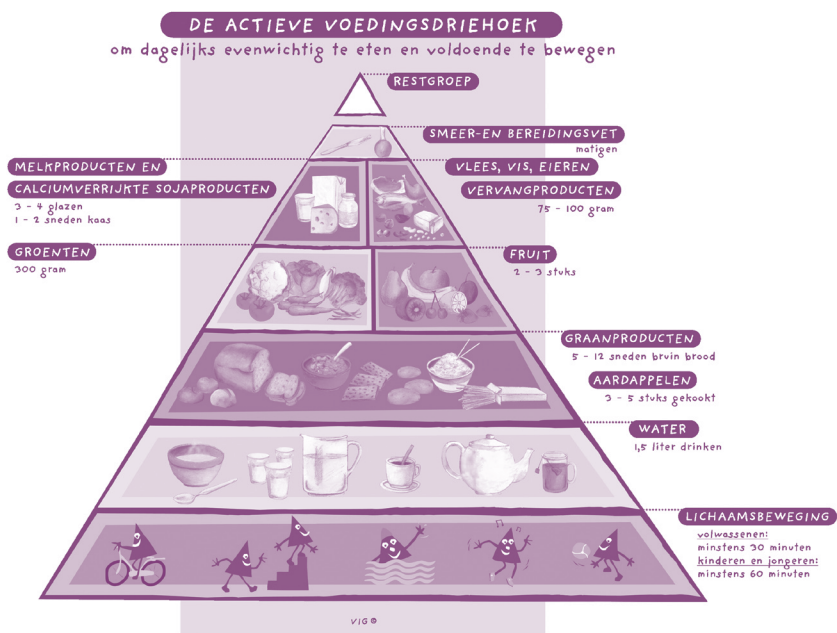 DE ACTIEVE VOEDINGSDRIEHOEK
om dagelijks evenwichtig te eten en voldoende te bewegen
RESTGROEP
SMEER-EN BEREIDINGSVET
matigen
MELKPRODUCTEN EN
CALCIUMVERRIJKTE SOJAPRODUCTEN
3 - 4 glazen
1 - 2 sneden kaas
VLEES, VIS, EIEREN
VERVANGPRODUCTEN
75 - 100 gram
GROENTEN
300 gram
FRUIT
2 - 3 stuks
GRAANPRODUCTEN
5 - 12 sneden bruin brood
AARDAPPELEN
3 - 5 stuks gekookt
WATER
1,5 liter drinken
LICHAAMSBEWEGING
volwassenen:
minstens 30 minuten
kinderen en jongeren:
minstens 60 minuten
VIG ©